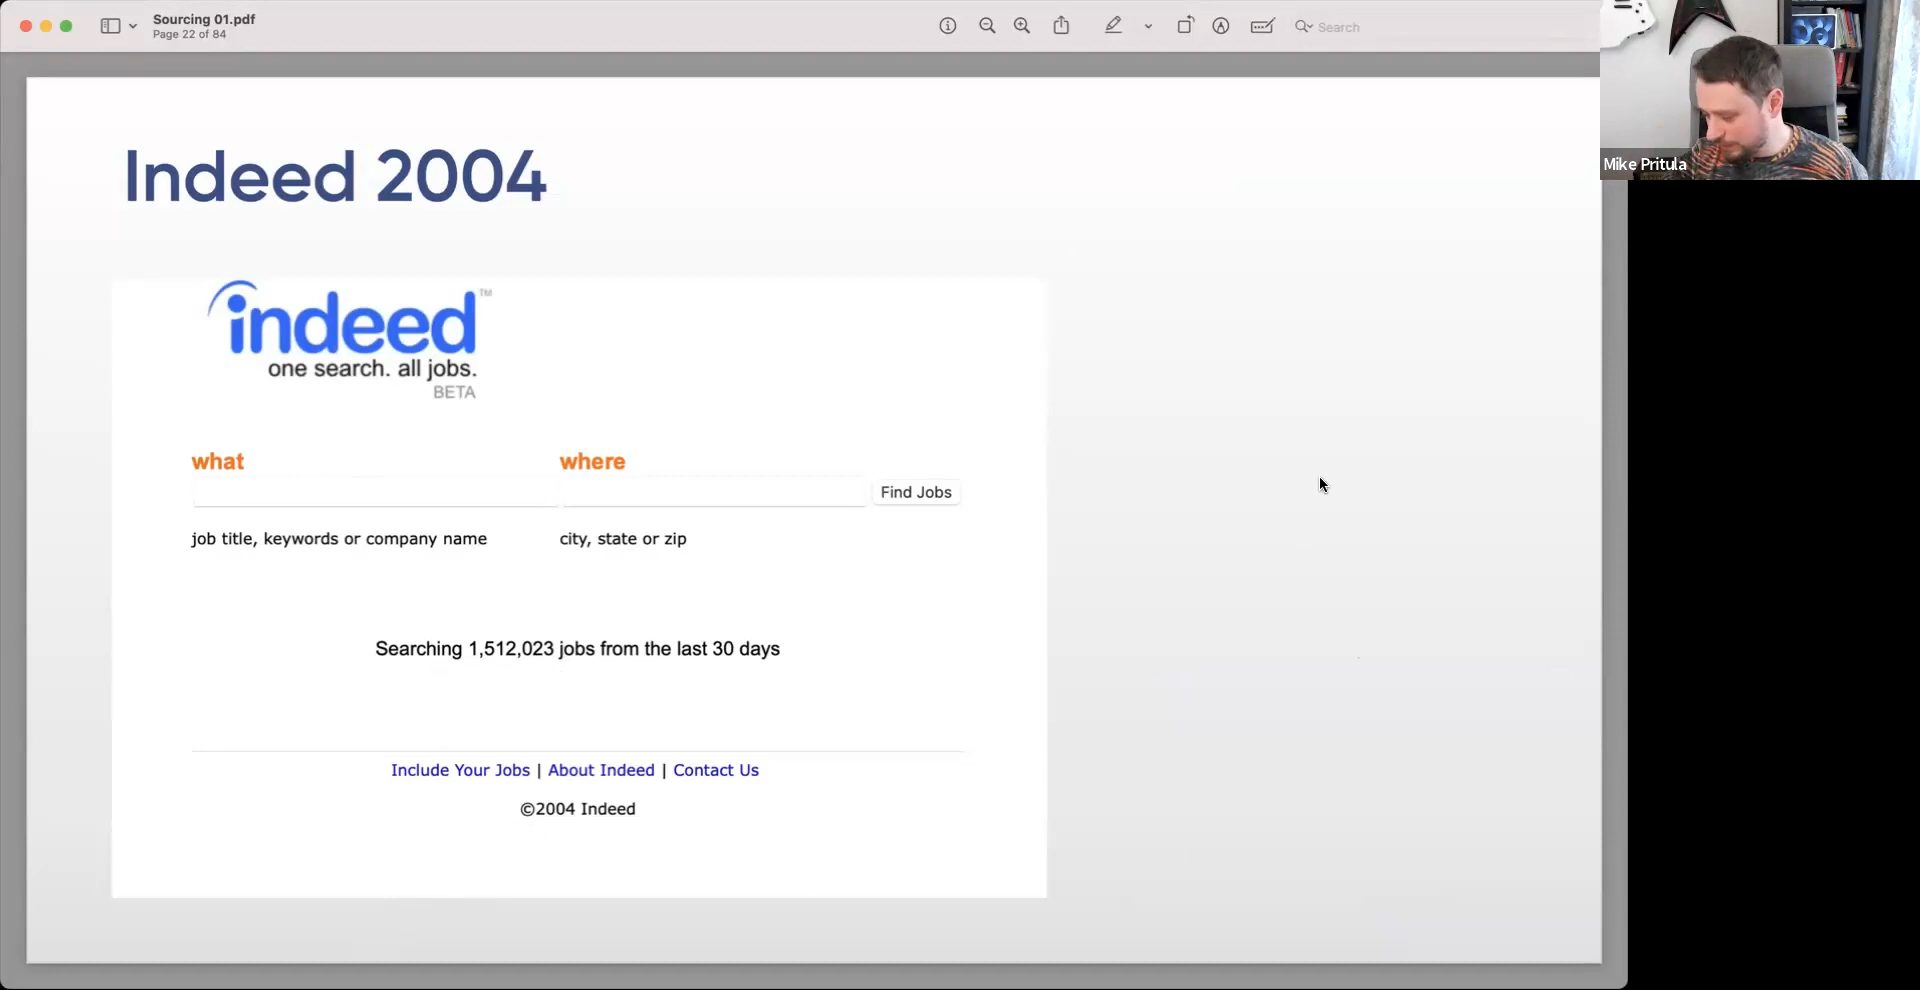 Sourcing 01.pdf
Page 22 of 84
Search
Mike Pritula
Indeed 2004
indeed™
one search. all jobs.
BETA
what where
Find Jobs
job title, keywords or company name city, state or zip
Searching 1,512,023 jobs from the last 30 days
Include Your Jobs | About Indeed | Contact Us
©2004 Indeed